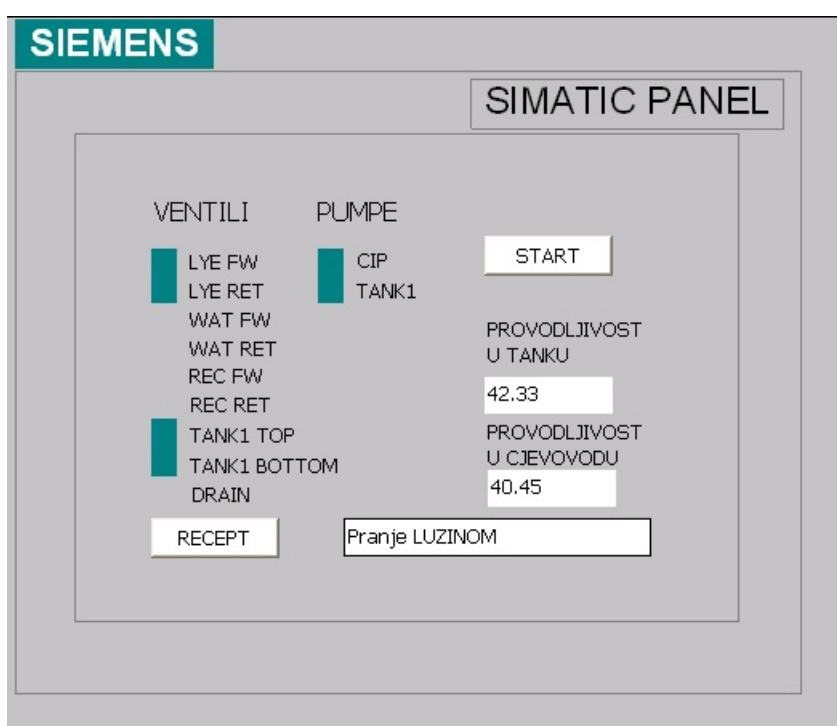 SIEMENS
SIMATIC PANEL
VENTILI
LYE FW
LYE RET
WAT FW
WAT RET
REC FW
REC RET
TANK1 TOP
TANK1 BOTTOM
DRAIN
PUMPE
CIP
TANK1
START
PROVODLJIVOST
U TANKU
42.33
PROVODLJIVOST
U CJEVOVODU
40.45
RECEPT
Pranje LUZINOM